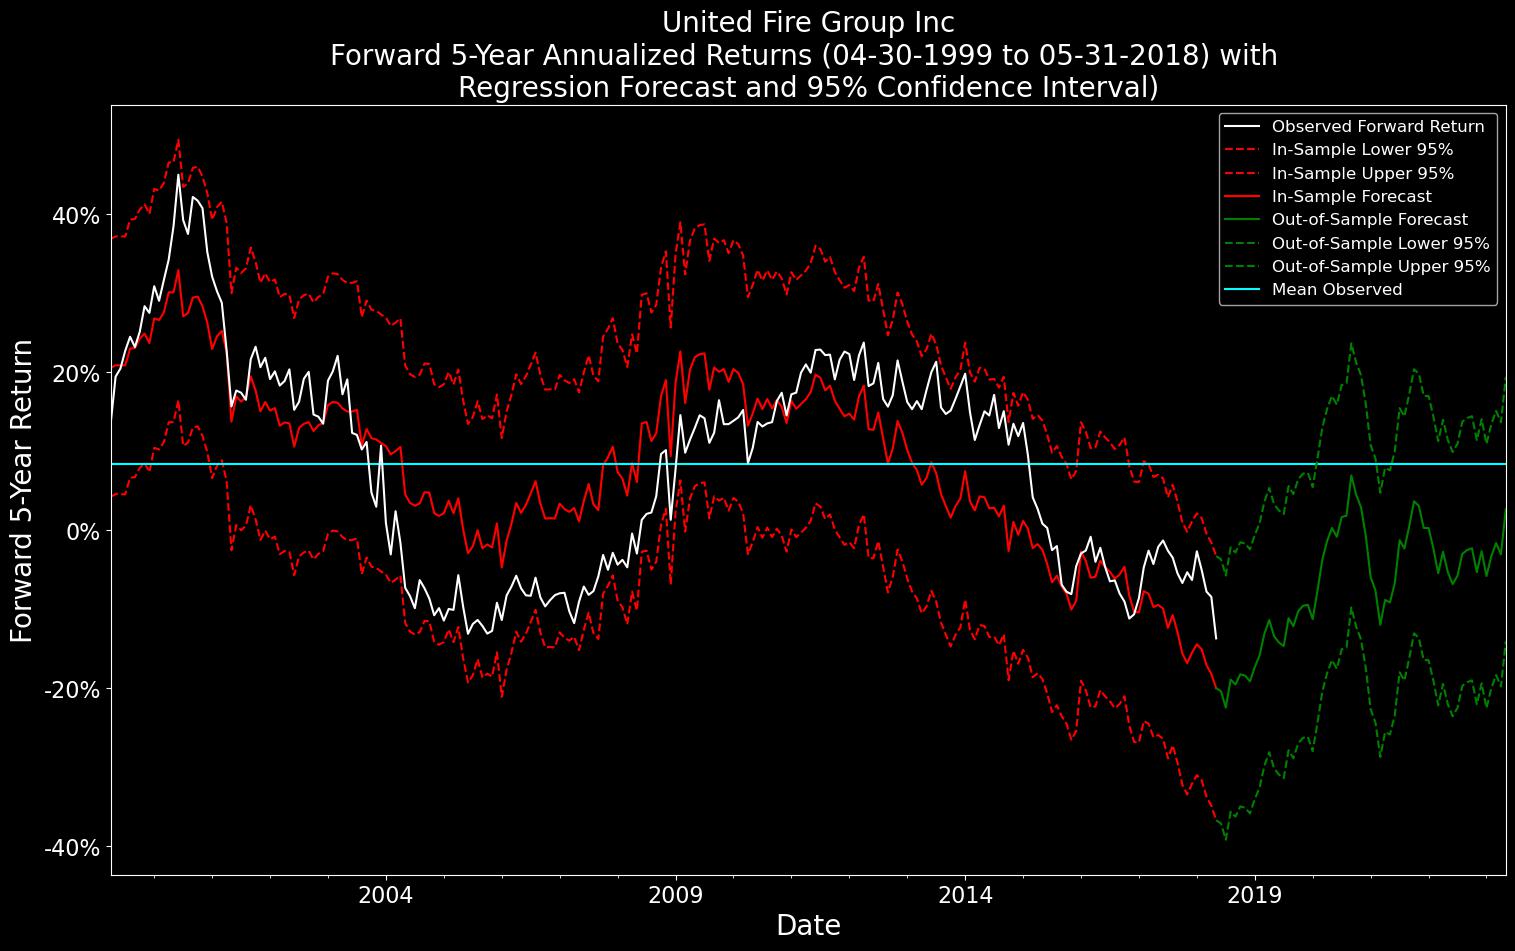 United Fire Group Inc
Forward 5-Year Annualized Returns (04-30-1999 to 05-31-2018) with
Regression Forecast and 95% Confidence Interval)
Observed Forward Return
In-Sample Lower 95%
In-Sample Upper 95%
In-Sample Forecast
Out-of-Sample Forecast
Out-of-Sample Lower 95%
Out-of-Sample Upper 95%
Mean Observed
Forward 5-Year Return
40%
20%
0%
-20%
-40%
2004
2009
2014
2019
Date